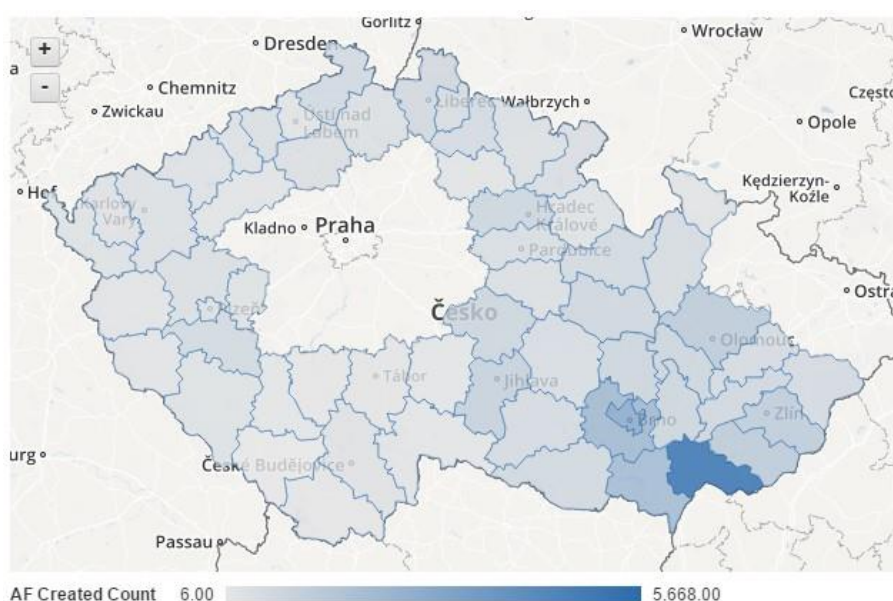 Görlitz
Wrocław
Dresden
+
a
Chemnitz
-
Liberec
Wałbrzych
Często
Zwickau
Ústí nad
Labem
Opole
Kędzierzyn-
Koźle
Hof
Karlovy
Vary
Hradec
Králové
Kladno
Praha
Pardubice
Ostra
Plzeň
Česko
Olomouc
Tábor
Jihlava
Zlín
Brno
urg
České Budějovice
Passau
AF Created Count 6.00 5.668.00